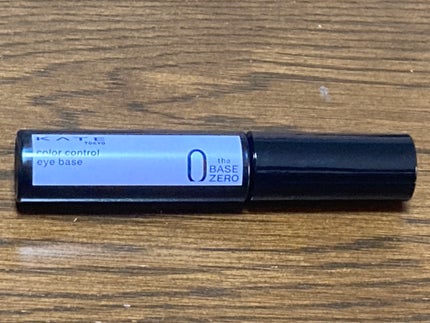 KATE
TOKYO
color control
eye base
0
the
BASE
ZERO